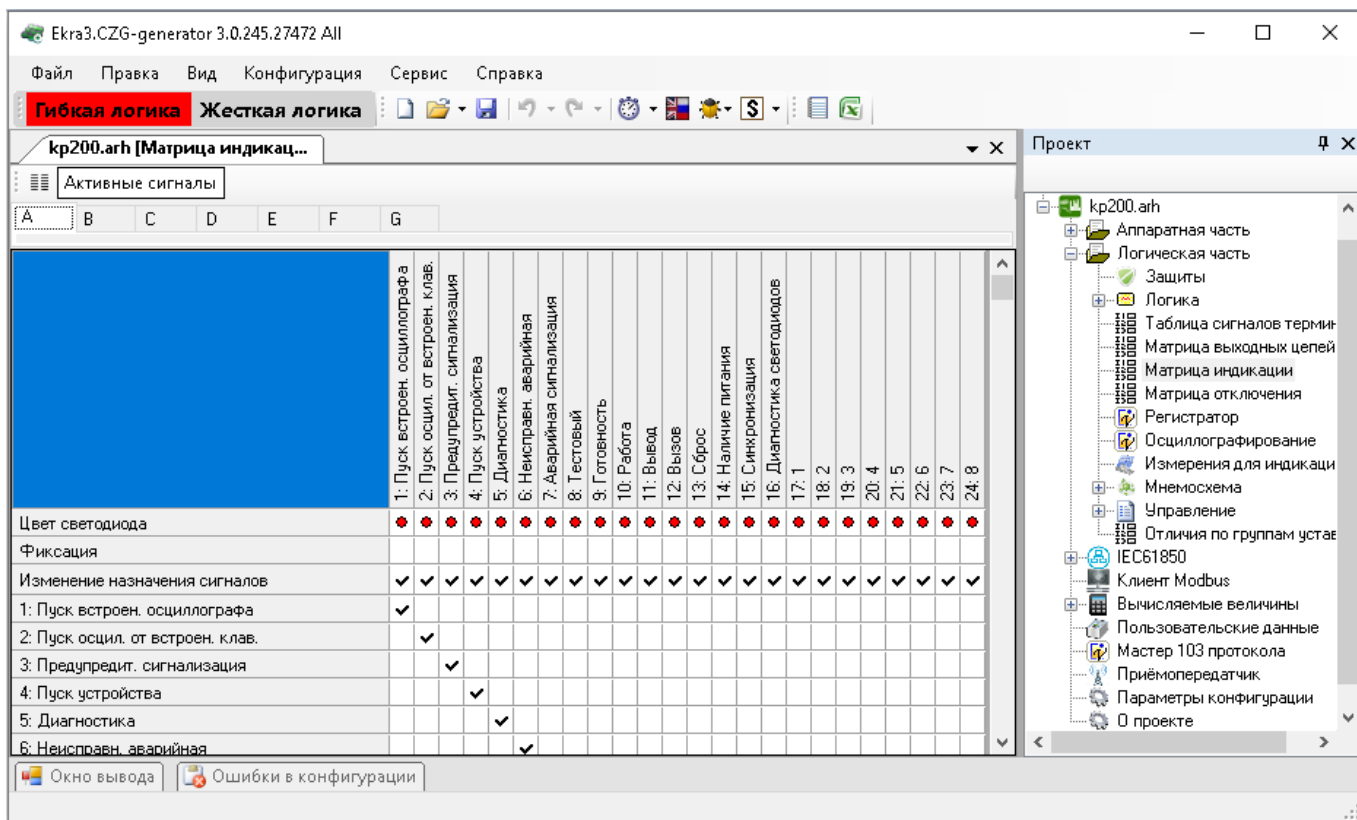 Ekra3.CZG-generator 3.0.245.27472 All
Файл Правка Вид Конфигурация Сервис Справка
Гибкая логика Жесткая логика
kp200.arh [Матрица индикац...
Активные сигналы
A B C D E F G
1: Пуск встроен. осциллографа
2: Пуск осцил. от встроен. клав.
3: Предупредит. сигнализация
4: Пуск устройства
5: Диагностика
6: Неисправн. аварийная
7: Аварийная сигнализация
8: Тестовый
9: Готовность
10: Работа
11: Вывод
12: Вызов
13: Сброс
14: Наличие питания
15: Синхронизация
16: Диагностика светодиодов
17: 1
18: 2
19: 3
20: 4
21: 5
22: 6
23: 7
24: 8
Цвет светодиода
Фиксация
Изменение назначения сигналов
1: Пуск встроен. осциллографа
2: Пуск осцил. от встроен. клав.
3: Предупредит. сигнализация
4: Пуск устройства
5: Диагностика
6: Неисправн. аварийная
Проект
kp200.arh
Аппаратная часть
Логическая часть
Защиты
Логика
Таблица сигналов термин
Матрица выходных цепей
Матрица индикации
Матрица отключения
Регистратор
Осциллографирование
Измерения для индикаци
Мнемосхема
Управление
Отличия по группам устав
IEC61850
Клиент Modbus
Вычисляемые величины
Пользовательские данные
Мастер 103 протокола
Приёмопередатчик
Параметры конфигурации
О проекте
Окно вывода Ошибки в конфигурации